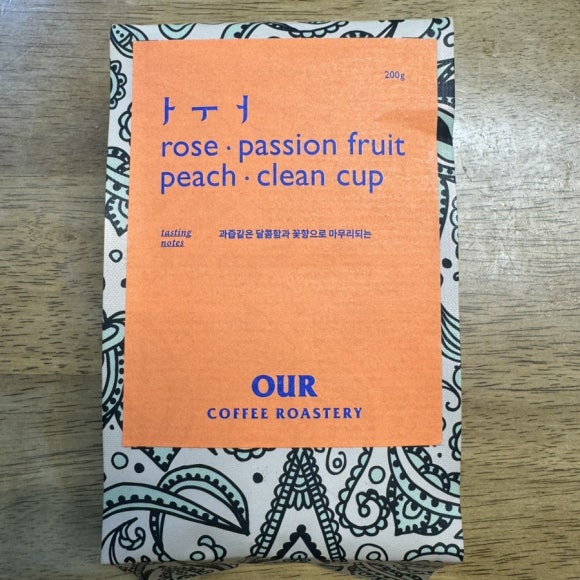 200g
ㅏ ㅜ ㅓ
rose · passion fruit
peach · clean cup
tasting
notes
과즙같은 달콤함과 꽃향으로 마무리되는
OUR
COFFEE ROASTERY